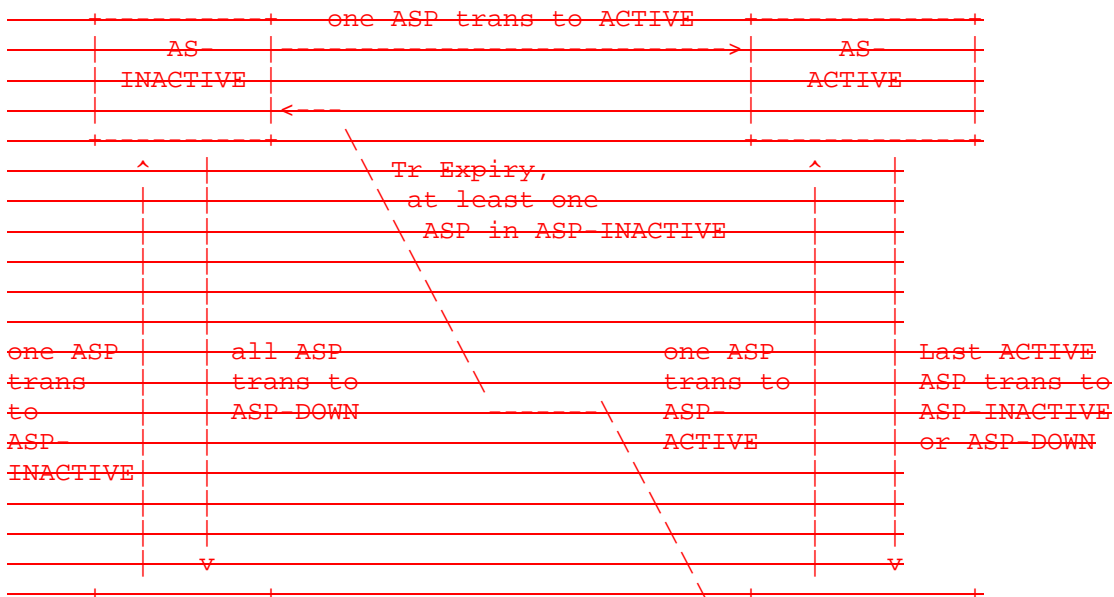 +-----------+ one ASP trans to ACTIVE +--------------+
| AS- |---------------------------->| AS- |
| INACTIVE | | ACTIVE |
| |<--- | |
+-----------+ \ +--------------+
^ | \ Tr Expiry, ^ |
| | \ at least one | |
| | \ ASP in ASP-INACTIVE | |
| | \ | |
| | \ | |
| | \ | |
one ASP | | all ASP \ one ASP | | Last ACTIVE
trans | | trans to \ trans to | | ASP trans to
to | | ASP-DOWN -------\ ASP- | | ASP-INACTIVE
ASP- | | \ ACTIVE | | or ASP-DOWN
INACTIVE| | \ | |
| | \ | |
| | \ | |
| v \ | v
+ + \ +